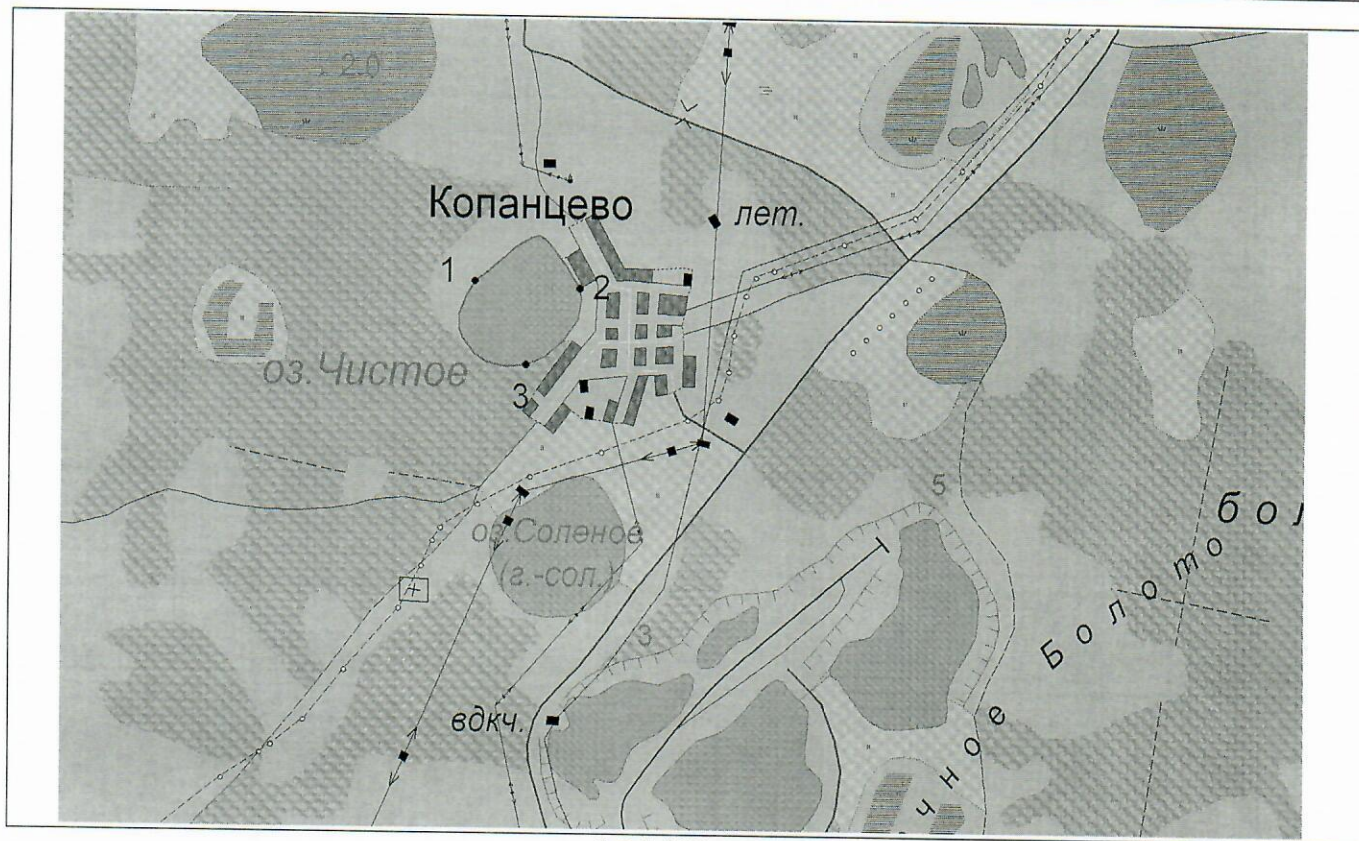 2.0
Копанцево
лет.
1
2
оз.Чистое
3
5
оз.Соленое
(г.-сол.)
бол
Болото
3
вдкч.
чное